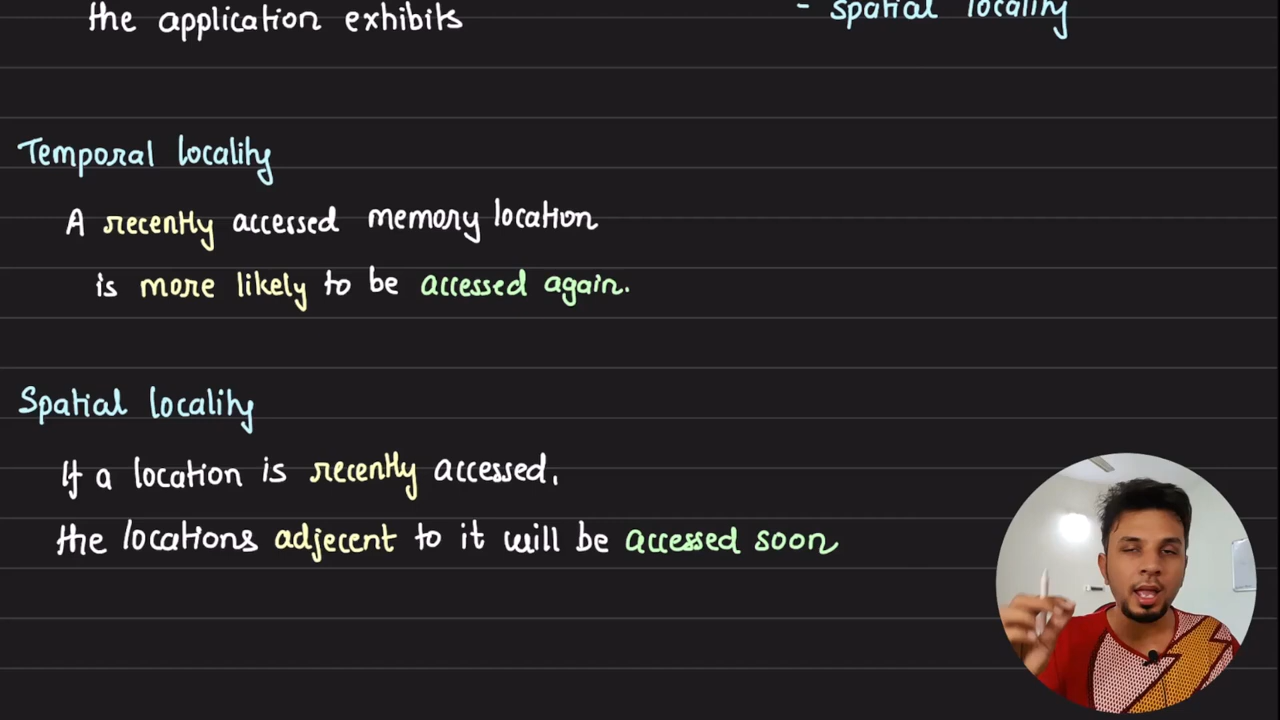 the application exhibits
- spatial locality
Temporal locality
A recently accessed memory location
is more likely to be accessed again.
Spatial locality
If a location is recently accessed,
the locations adjecent to it will be accessed soon